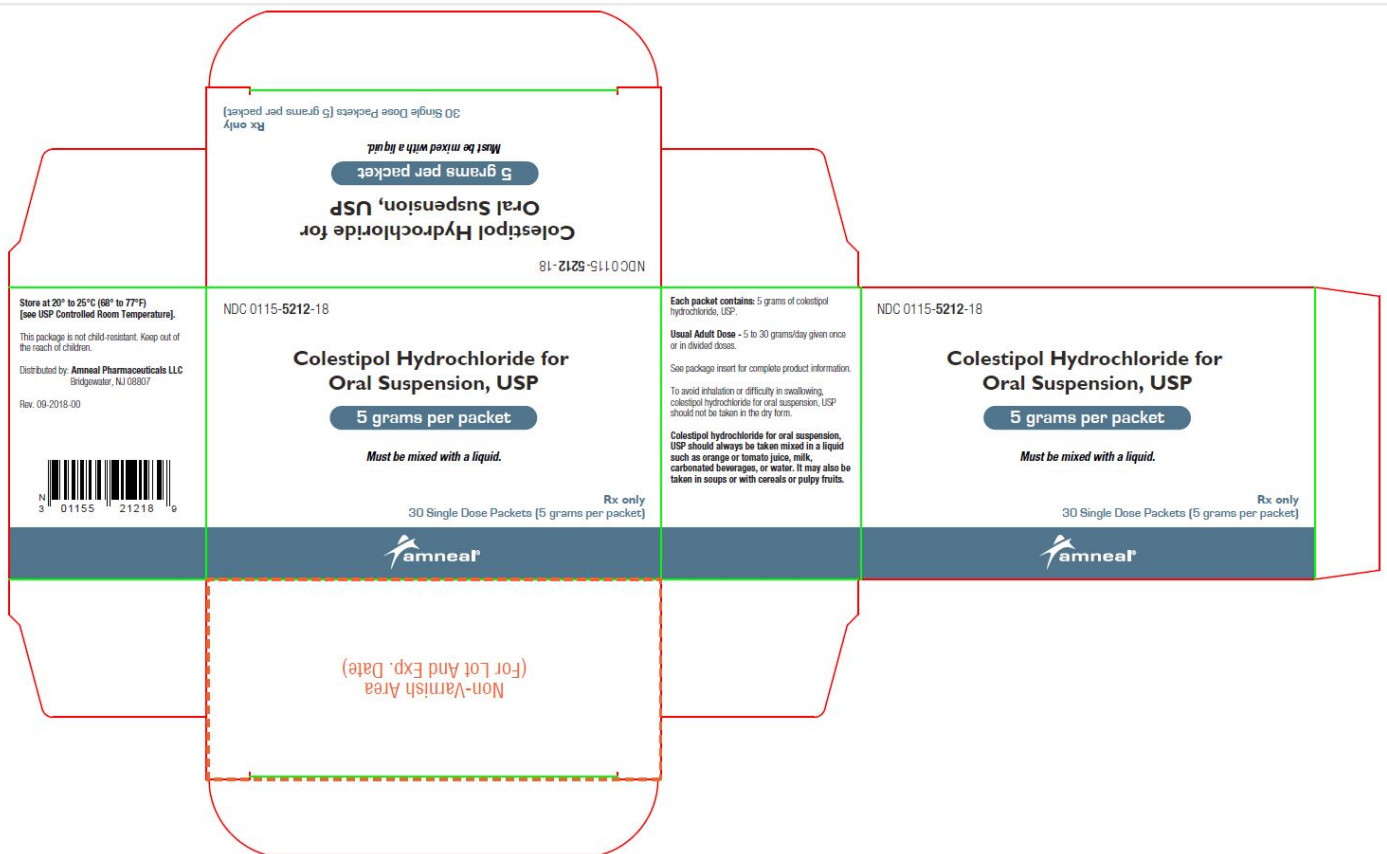 30 Single Dose Packets (5 grams per packet)
Rx only
Must be mixed with a liquid.
5 grams per packet
Oral Suspension, USP
Colestipol Hydrochloride for
NDC 0115-5212-18
Store at 20° to 25°C (68° to 77°F)
[see USP Controlled Room Temperature].
This package is not child-resistant. Keep out of
the reach of children.
Distributed by: Amneal Pharmaceuticals LLC
Bridgewater, NJ 08807
Rev. 09-2018-00
N
3 01155 21218 9
NDC 0115-5212-18
Colestipol Hydrochloride for
Oral Suspension, USP
5 grams per packet
Must be mixed with a liquid.
Rx only
30 Single Dose Packets (5 grams per packet)
amneal®
Each packet contains: 5 grams of colestipol
hydrochloride, USP.
Usual Adult Dose - 5 to 30 grams/day given once
or in divided doses.
See package insert for complete product information.
To avoid inhalation or difficulty in swallowing,
colestipol hydrochloride for oral suspension, USP
should not be taken in the dry form.
Colestipol hydrochloride for oral suspension,
USP should always be taken mixed in a liquid
such as orange or tomato juice, milk,
carbonated beverages, or water. It may also be
taken in soups or with cereals or pulpy fruits.
NDC 0115-5212-18
Colestipol Hydrochloride for
Oral Suspension, USP
5 grams per packet
Must be mixed with a liquid.
Rx only
30 Single Dose Packets (5 grams per packet)
amneal®
Non-Varnish Area
(For Lot And Exp. Date)